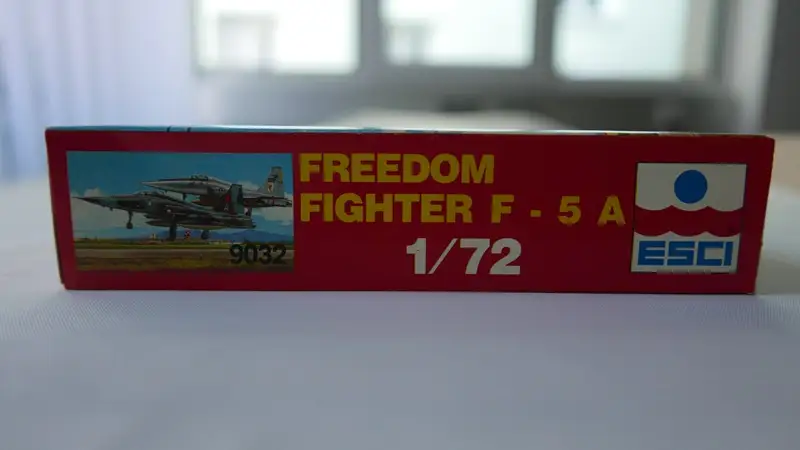 9032
FREEDOM
FIGHTER F - 5 A
1/72
ESCI